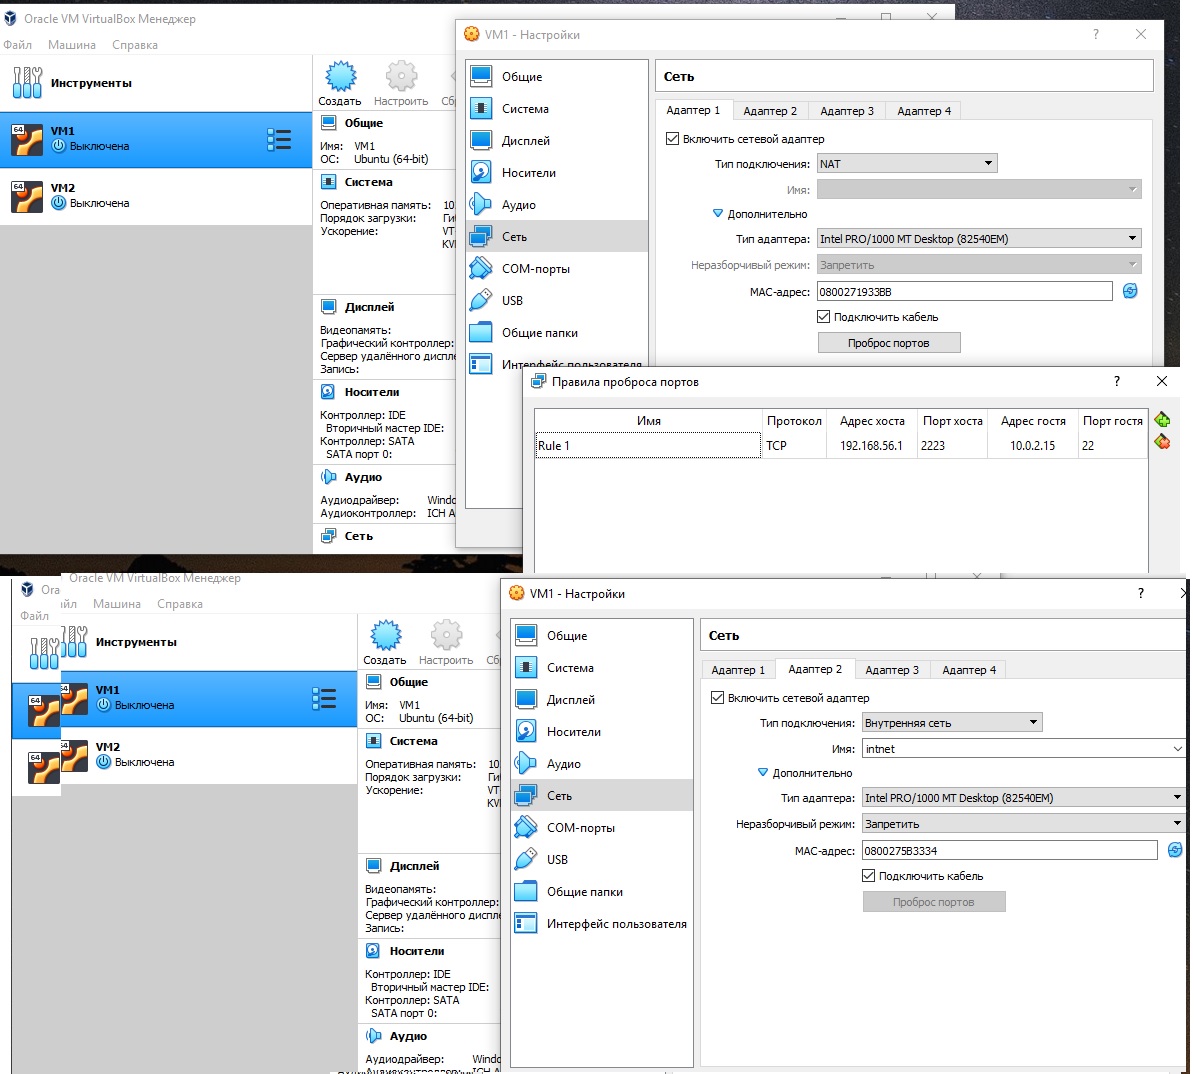 Oracle VM VirtualBox Менеджер
Файл Машина Справка
Инструменты
64 VM1
Выключена
64 VM2
Выключена
Создать Настроить Сб
Общие
Имя: VM1
ОС: Ubuntu (64-bit)
Система
Оперативная память: 10
Порядок загрузки: Ги
Ускорение: VT
KV
Дисплей
Видеопамять:
Графический контроллер:
Сервер удалённого диспле
Запись:
Носители
Контроллер: IDE
Вторичный мастер IDE:
Контроллер: SATA
SATA порт 0:
Аудио
Аудиодрайвер: Windo
Аудиоконтроллер: ICH A
Сеть
VM1 - Настройки
Общие
Система
Дисплей
Носители
Аудио
Сеть
COM-порты
USB
Общие папки
Интерфейс пользователя
Сеть
Адаптер 1 Адаптер 2 Адаптер 3 Адаптер 4
Включить сетевой адаптер
Тип подключения: NAT
Имя:
Дополнительно
Тип адаптера: Intel PRO/1000 MT Desktop (82540EM)
Неразборчивый режим: Запретить
MAC-адрес: 0800271933BB
Подключить кабель
Проброс портов
Правила проброса портов
Имя Протокол Адрес хоста Порт хоста Адрес гостя Порт гостя
Rule 1 TCP 192.168.56.1 2223 10.0.2.15 22
Ora
Oracle VM VirtualBox Менеджер
Файл
йл Машина Справка
Инструменты
64 VM1
Выключена
64 VM2
Выключена
Создать Настроить Сб
Общие
Имя: VM1
ОС: Ubuntu (64-bit)
Система
Оперативная память: 10
Порядок загрузки: Ги
Ускорение: VT
KV
Дисплей
Видеопамять:
Графический контроллер:
Сервер удалённого диспле
Запись:
Носители
Контроллер: IDE
Вторичный мастер IDE:
Контроллер: SATA
SATA порт 0:
Аудио
Аудиодрайвер: Windo
Аудиоконтроллер: ICH A
VM1 - Настройки
Общие
Система
Дисплей
Носители
Аудио
Сеть
COM-порты
USB
Общие папки
Интерфейс пользователя
Сеть
Адаптер 1 Адаптер 2 Адаптер 3 Адаптер 4
Включить сетевой адаптер
Тип подключения: Внутренняя сеть
Имя: intnet
Дополнительно
Тип адаптера: Intel PRO/1000 MT Desktop (82540EM)
Неразборчивый режим: Запретить
MAC-адрес: 0800275B3334
Подключить кабель
Проброс портов